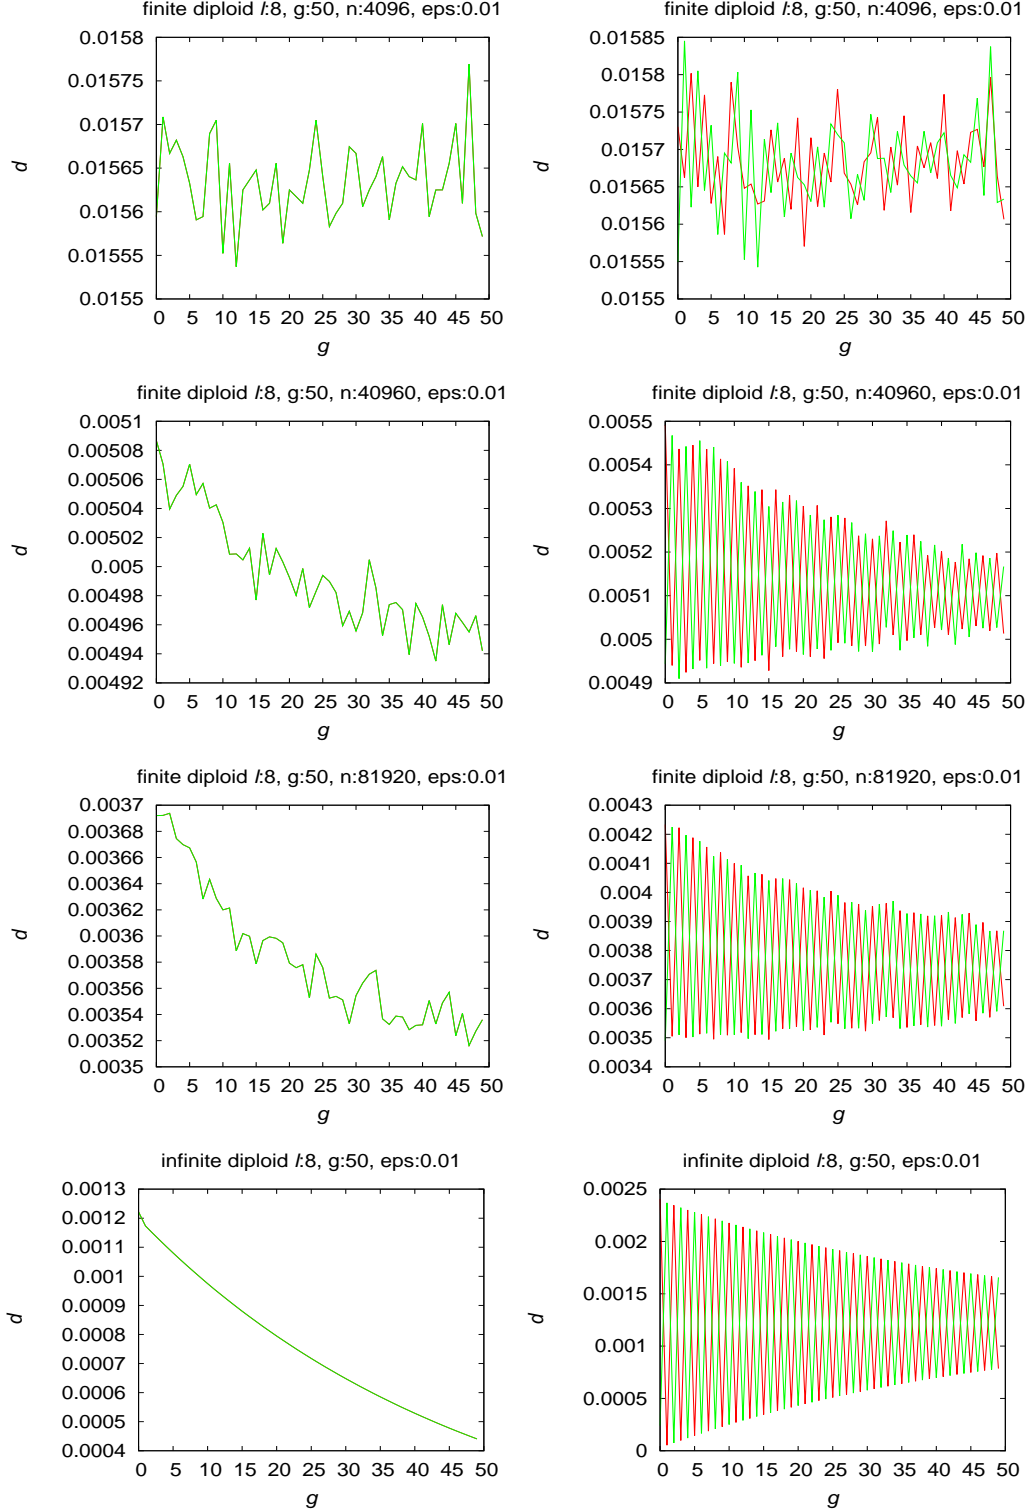 finite diploid l:8, g:50, n:4096, eps:0.01
0.0158
0.01575
0.0157
0.01565
0.0156
0.01555
0.0155
d
0 5 10 15 20 25 30 35 40 45 50
g
finite diploid l:8, g:50, n:4096, eps:0.01
0.01585
0.0158
0.01575
0.0157
0.01565
0.0156
0.01555
0.0155
d
0 5 10 15 20 25 30 35 40 45 50
g
finite diploid l:8, g:50, n:40960, eps:0.01
0.0051
0.00508
0.00506
0.00504
0.00502
0.005
0.00498
0.00496
0.00494
0.00492
d
0 5 10 15 20 25 30 35 40 45 50
g
finite diploid l:8, g:50, n:40960, eps:0.01
0.0055
0.0054
0.0053
0.0052
0.0051
0.005
0.0049
d
0 5 10 15 20 25 30 35 40 45 50
g
finite diploid l:8, g:50, n:81920, eps:0.01
0.0037
0.00368
0.00366
0.00364
0.00362
0.0036
0.00358
0.00356
0.00354
0.00352
0.0035
d
0 5 10 15 20 25 30 35 40 45 50
g
finite diploid l:8, g:50, n:81920, eps:0.01
0.0043
0.0042
0.0041
0.004
0.0039
0.0038
0.0037
0.0036
0.0035
0.0034
d
0 5 10 15 20 25 30 35 40 45 50
g
infinite diploid l:8, g:50, eps:0.01
0.0013
0.0012
0.0011
0.001
0.0009
0.0008
0.0007
0.0006
0.0005
0.0004
d
0 5 10 15 20 25 30 35 40 45 50
g
infinite diploid l:8, g:50, eps:0.01
0.0025
0.002
0.0015
0.001
0.0005
0
d
0 5 10 15 20 25 30 35 40 45 50
g